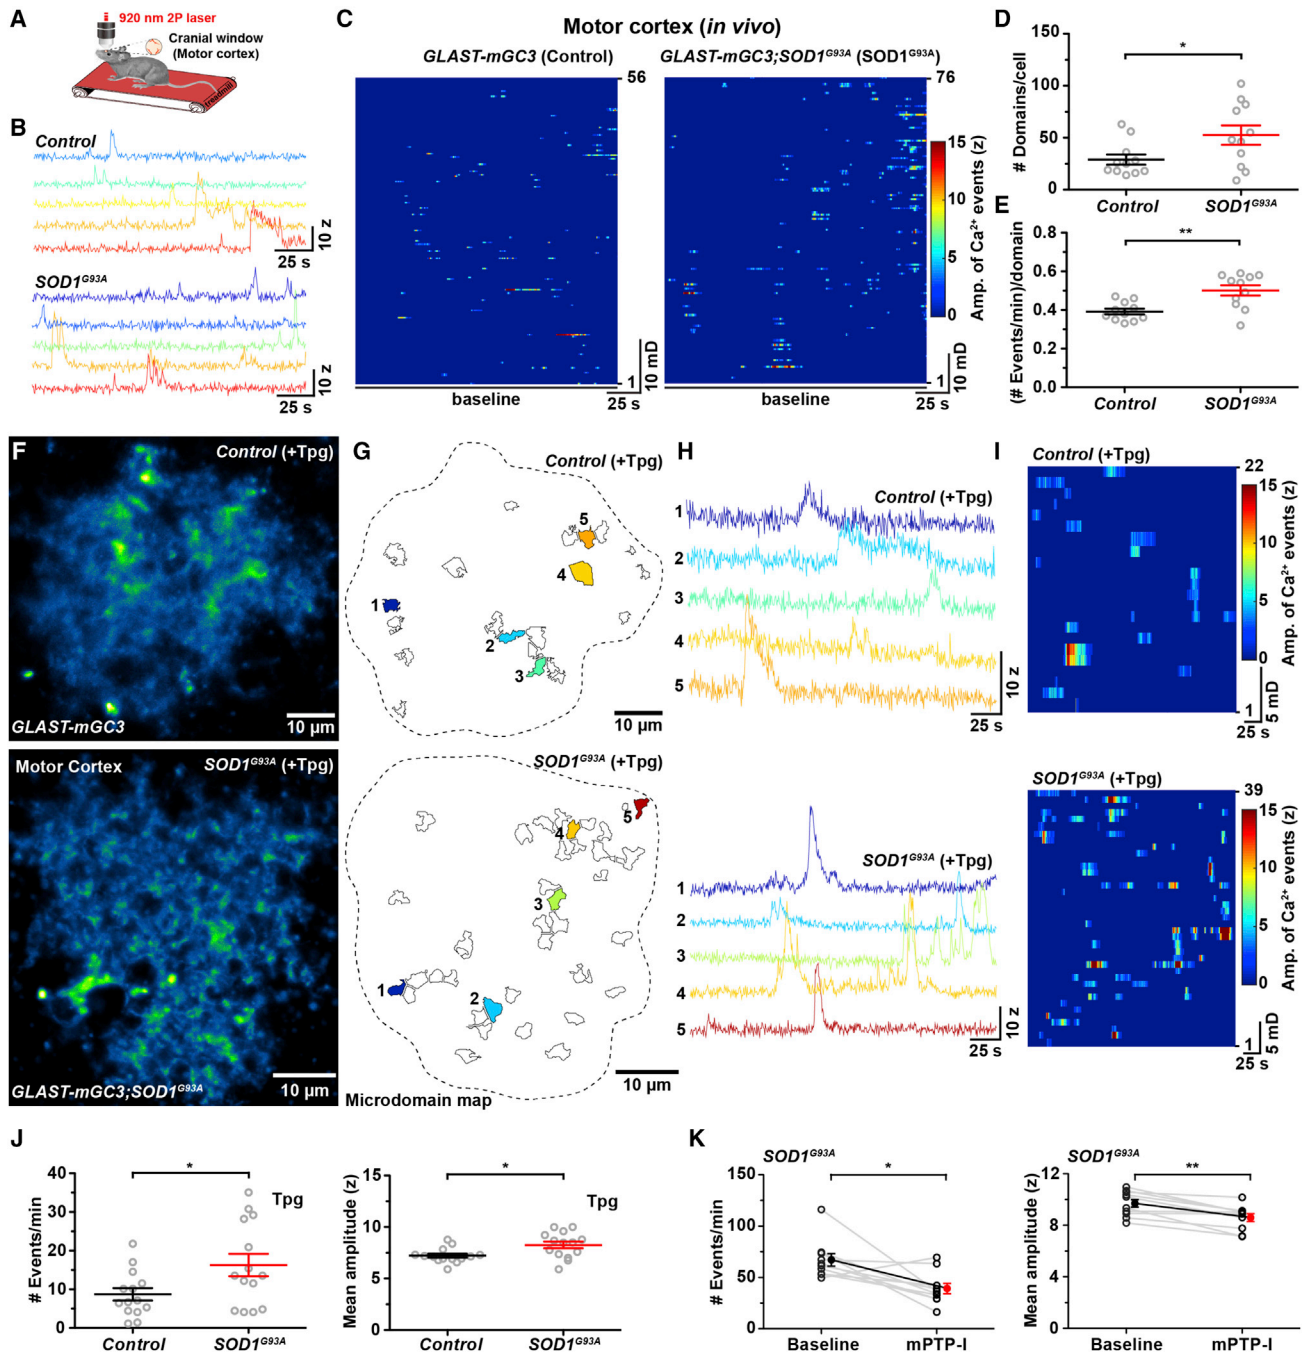 A
920 nm 2P laser
Cranial window
(Motor cortex)
treadmill
B
Control
10 z
25 s
SOD1G93A
10 z
25 s
C
Motor cortex (in vivo)
GLAST-mGC3 (Control)
56
1
10 mD
25 s
baseline
GLAST-mGC3;SOD1G93A (SOD1G93A)
76
1
10 mD
25 s
baseline
15
10
5
0
Amp. of Ca2+ events (z)
D
# Domains/cell
150
100
50
0
*
Control
SOD1G93A
E
(# Events/min)/domain
0.8
0.6
0.4
0.2
0.0
**
Control
SOD1G93A
F
Control (+Tpg)
GLAST-mGC3
10 µm
Motor Cortex
SOD1G93A (+Tpg)
GLAST-mGC3;SOD1G93A
10 µm
G
Control (+Tpg)
5
4
1
2
3
10 µm
SOD1G93A (+Tpg)
5
4
3
1
2
10 µm
Microdomain map
H
Control (+Tpg)
1
2
3
4
5
10 z
25 s
SOD1G93A (+Tpg)
1
2
3
4
5
10 z
25 s
I
Control (+Tpg)
22
15
10
5
0
Amp. of Ca2+ events (z)
1
5 mD
25 s
SOD1G93A (+Tpg)
39
15
10
5
0
Amp. of Ca2+ events (z)
1
5 mD
25 s
J
# Events/min
40
30
20
10
0
*
Tpg
Control
SOD1G93A
Mean amplitude (z)
15
10
5
0
*
Tpg
Control
SOD1G93A
K
SOD1G93A
# Events/min
150
100
50
0
*
Baseline
mPTP-I
SOD1G93A
Mean amplitude (z)
12
8
4
0
**
Baseline
mPTP-I